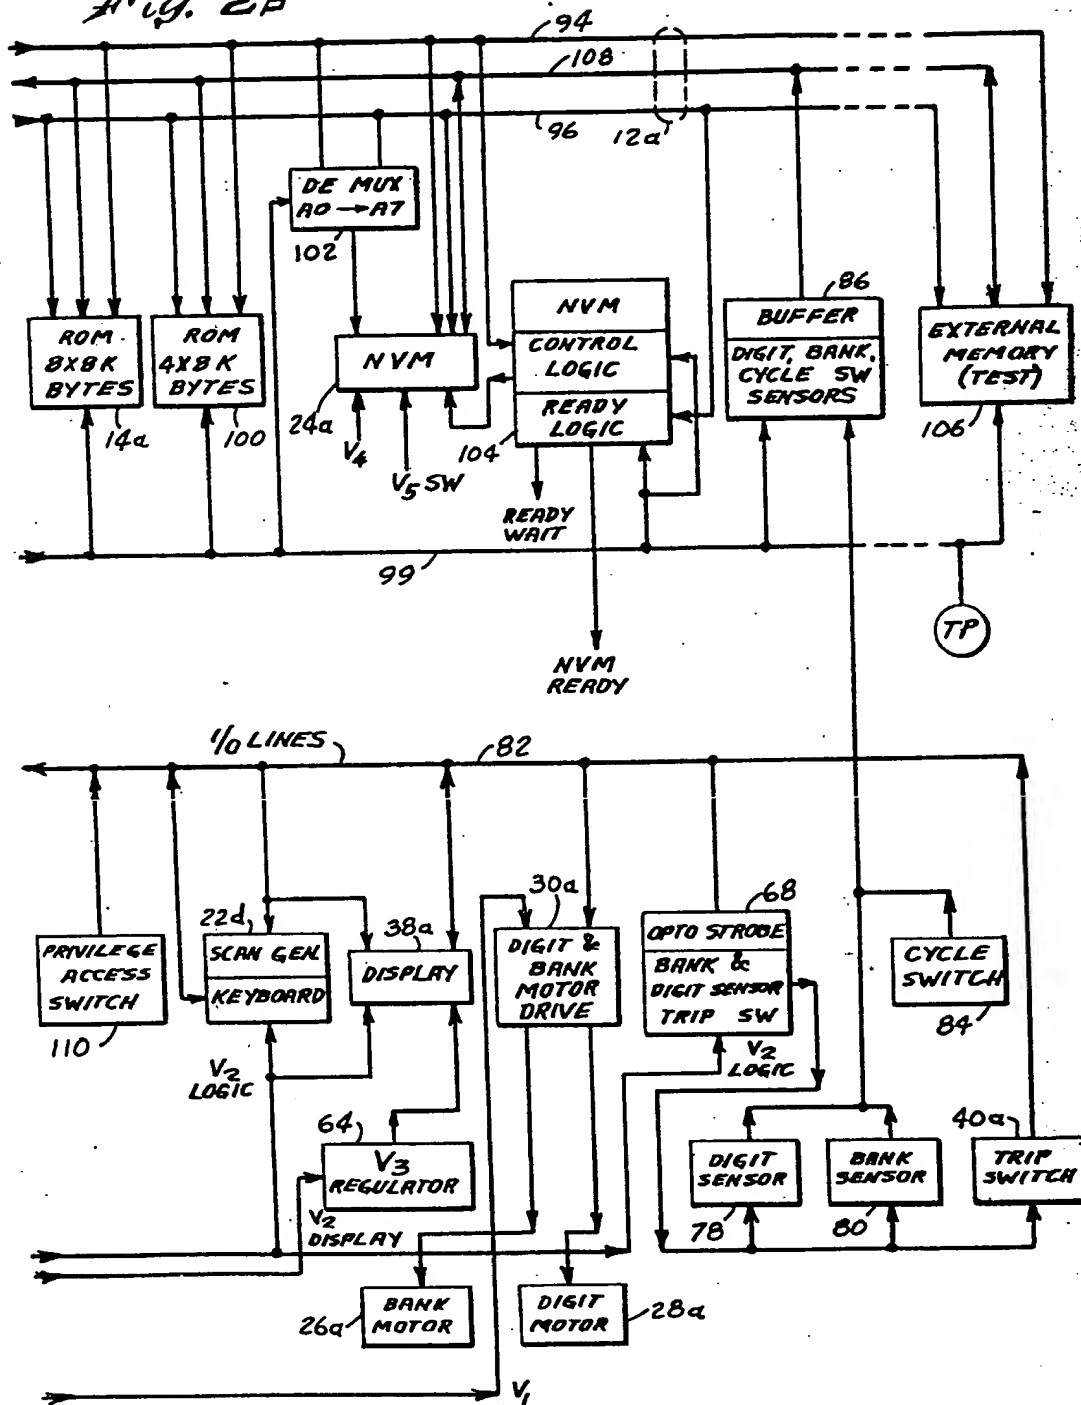 Fig. 2b
94
108
96
12a
DE MUX
A0→A7
102
ROM
8X8K
BYTES
14a
ROM
4X8K
BYTES
100
NVM
24a
V4
V5 SW
NVM
CONTROL
LOGIC
READY
LOGIC
104
READY
WAIT
NVM
READY
86
BUFFER
DIGIT, BANK,
CYCLE SW
SENSORS
EXTERNAL
MEMORY
(TEST)
106
99
TP
I/O LINES
82
PRIVILEGE
ACCESS
SWITCH
110
22d
SCAN GEN
KEYBOARD
V2
LOGIC
38a
DISPLAY
30a
DIGIT &
BANK
MOTOR
DRIVE
68
OPTO STROBE
BANK &
DIGIT SENSOR
TRIP SW
V2
LOGIC
CYCLE
SWITCH
84
64
V3
REGULATOR
V2
DISPLAY
DIGIT
SENSOR
78
BANK
SENSOR
80
40a
TRIP
SWITCH
BANK
MOTOR
26a
DIGIT
MOTOR
28a
V1